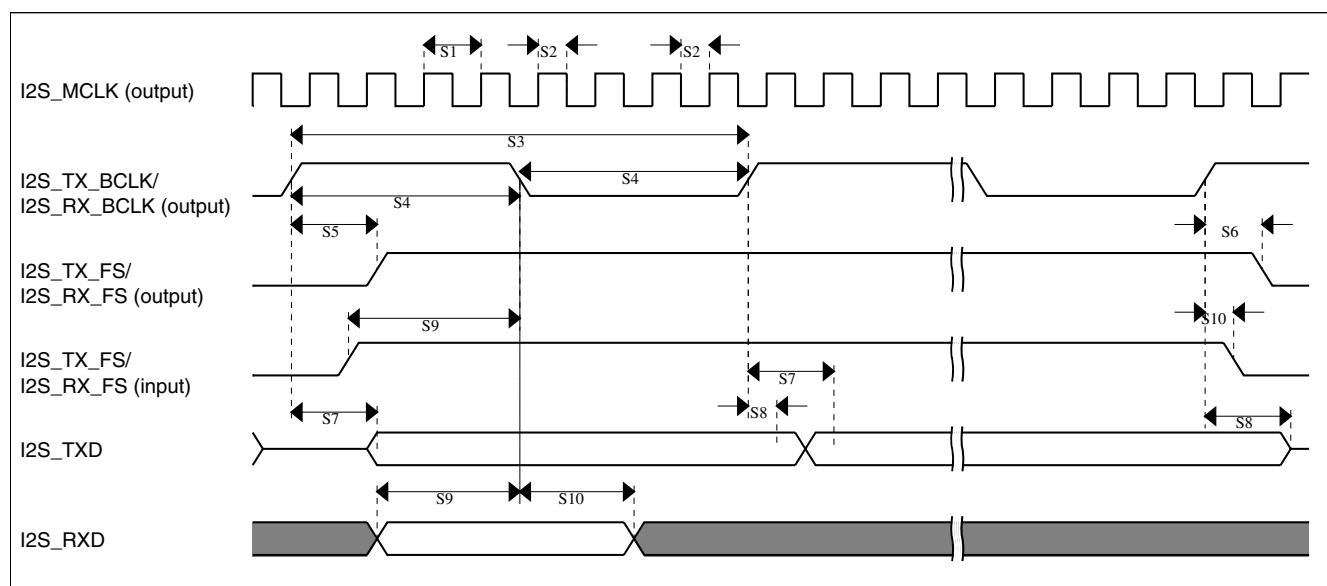 S1
S2
S2
I2S_MCLK (output)
S3
I2S_TX_BCLK/
I2S_RX_BCLK (output)
S4
S4
S5
S6
I2S_TX_FS/
I2S_RX_FS (output)
S9
S10
I2S_TX_FS/
I2S_RX_FS (input)
S7
S7
S8
S8
I2S_TXD
S9
S10
I2S_RXD